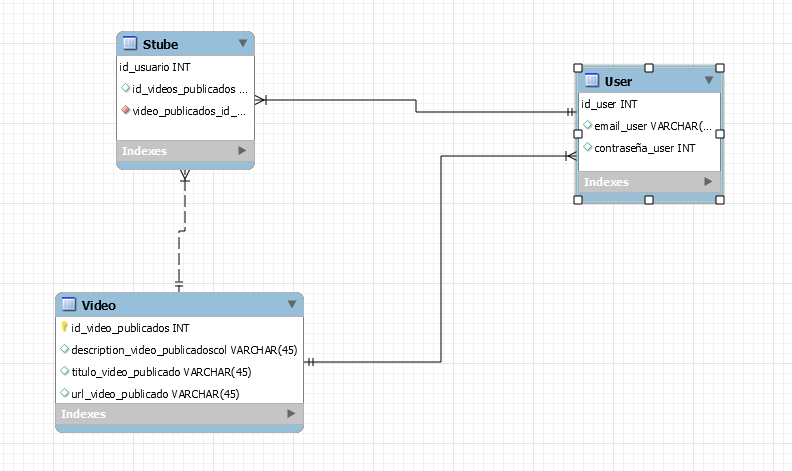 Stube
id_usuario INT
id_videos_publicados ...
video_publicados_id_...
Indexes
User
id_user INT
email_user VARCHAR(...
contraseña_user INT
Indexes
Video
id_video_publicados INT
description_video_publicadoscol VARCHAR(45)
titulo_video_publicado VARCHAR(45)
url_video_publicado VARCHAR(45)
Indexes